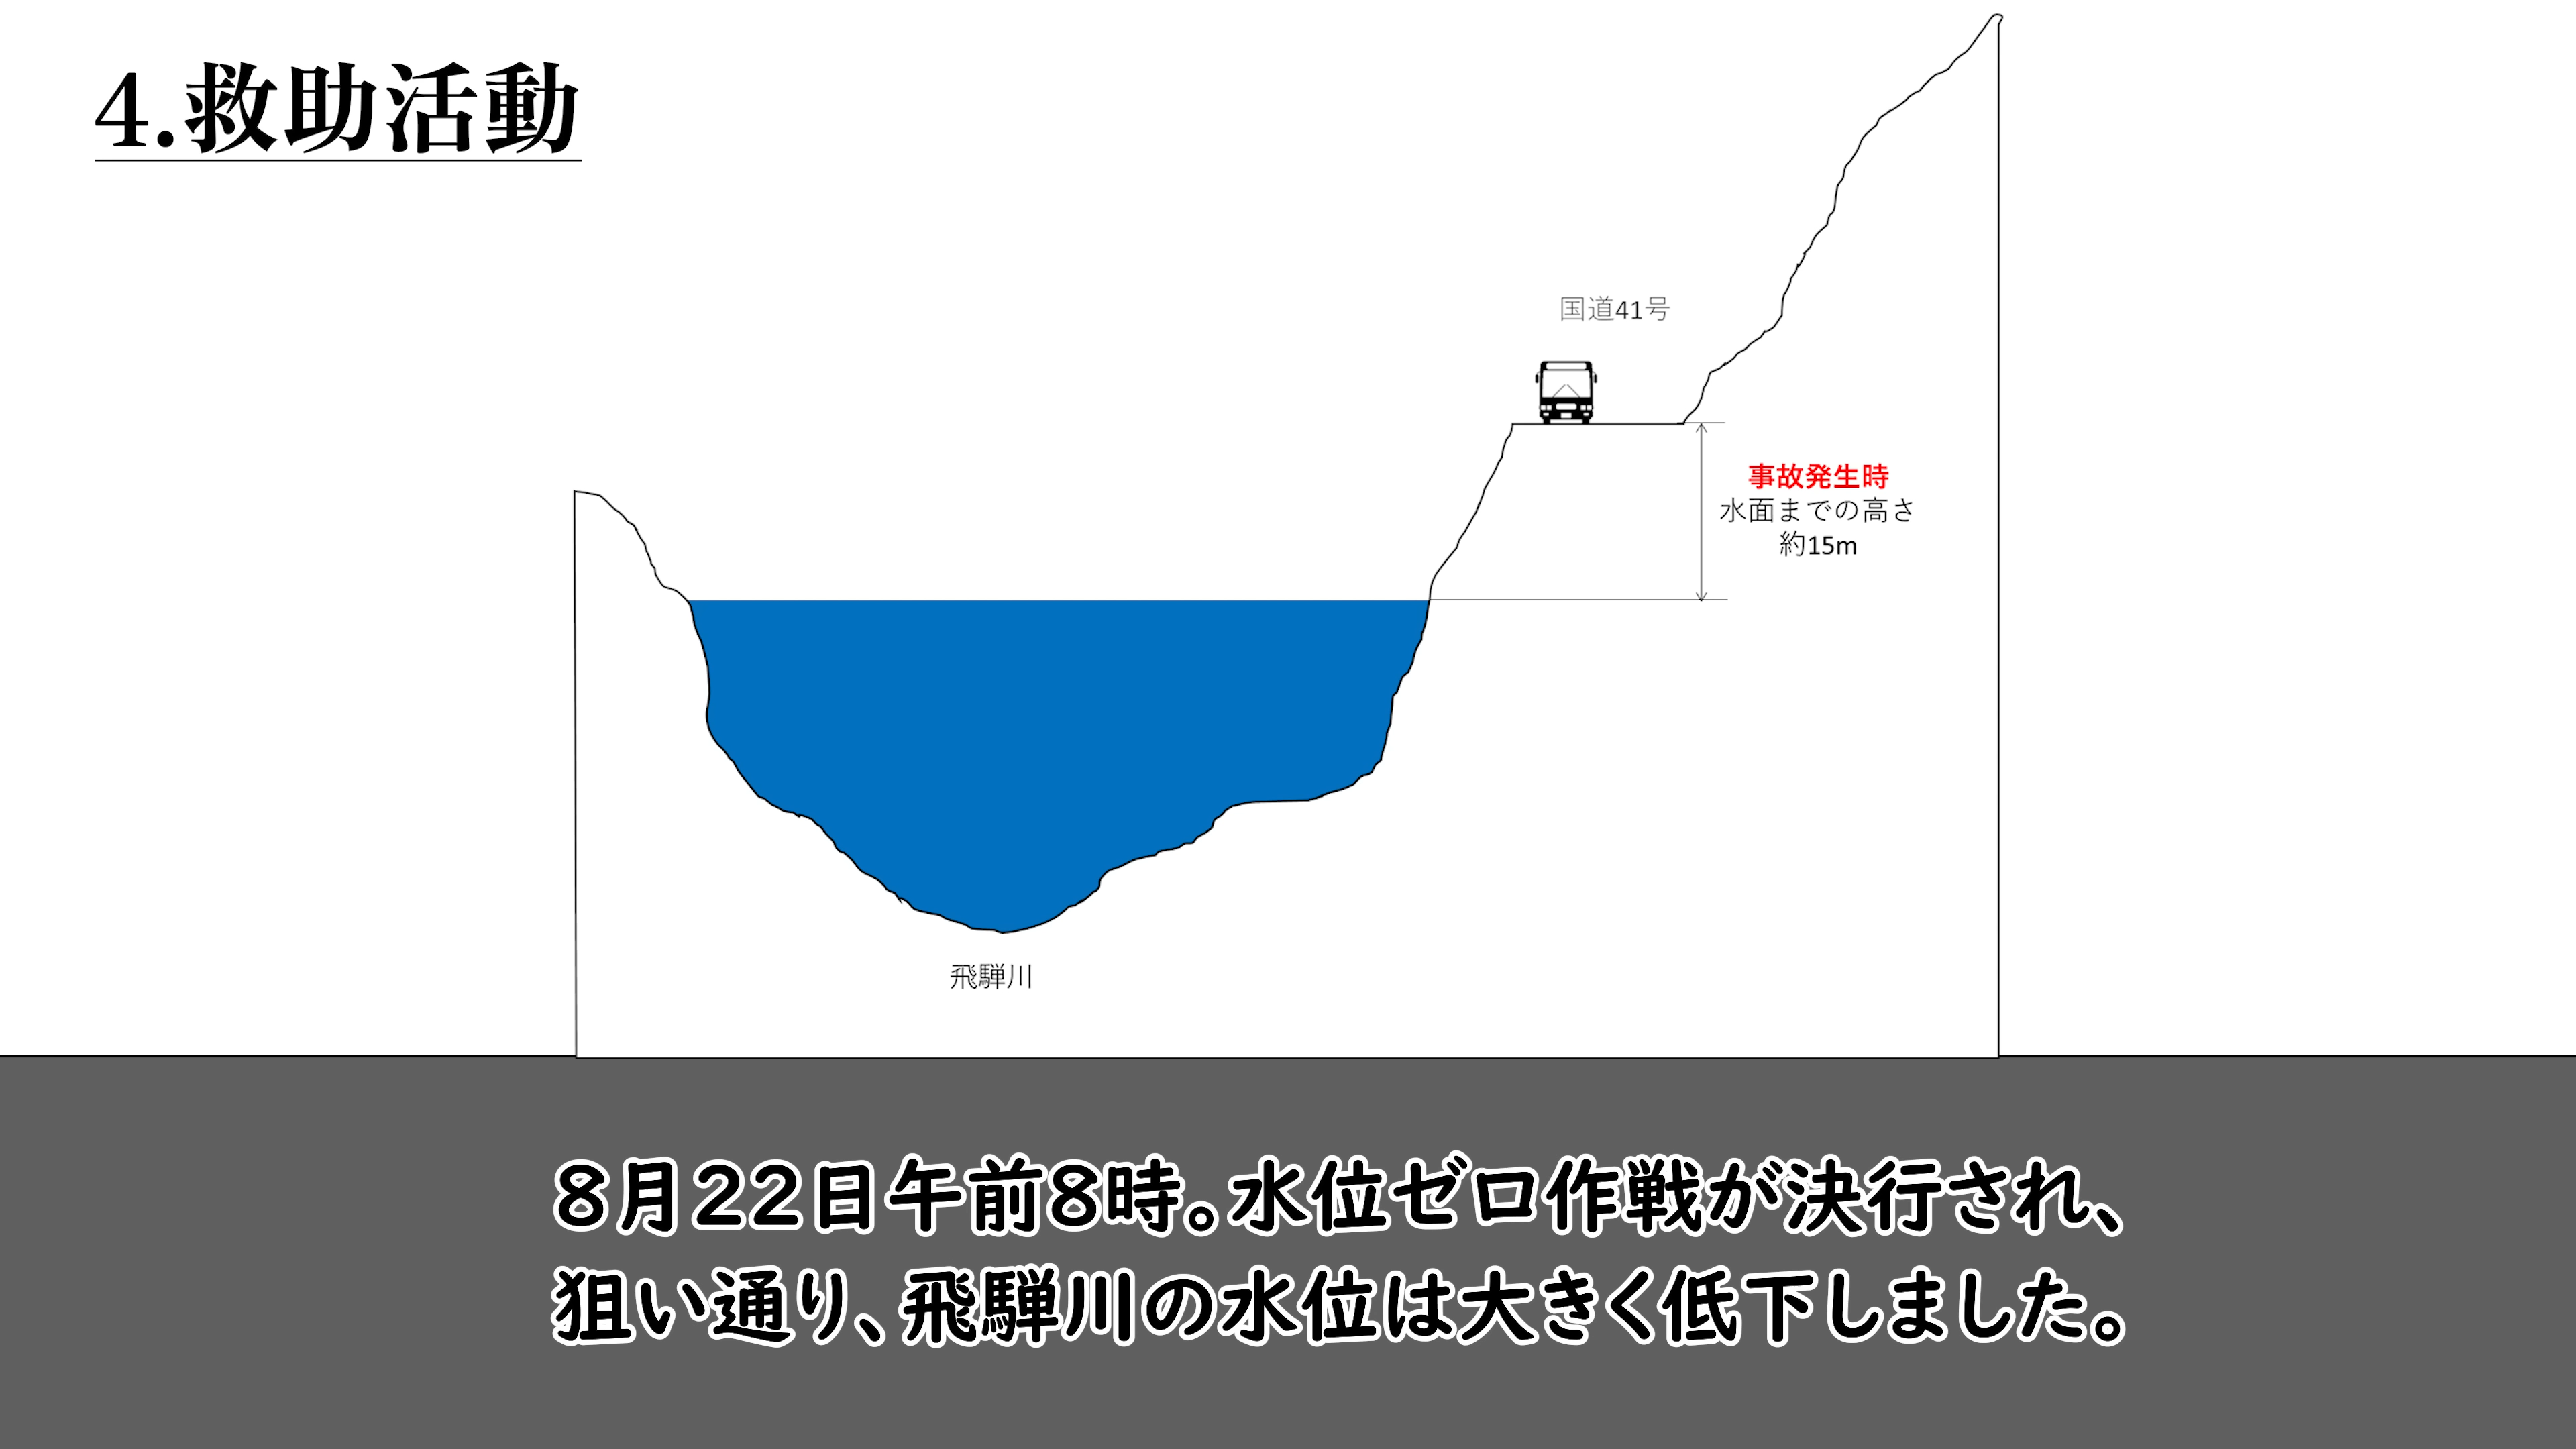 4.救助活動
国道41号
事故発生時
水面までの高さ
約15m
飛騨川
8月22日午前8時。水位ゼロ作戦が決行され、
狙い通り、飛騨川の水位は大きく低下しました。